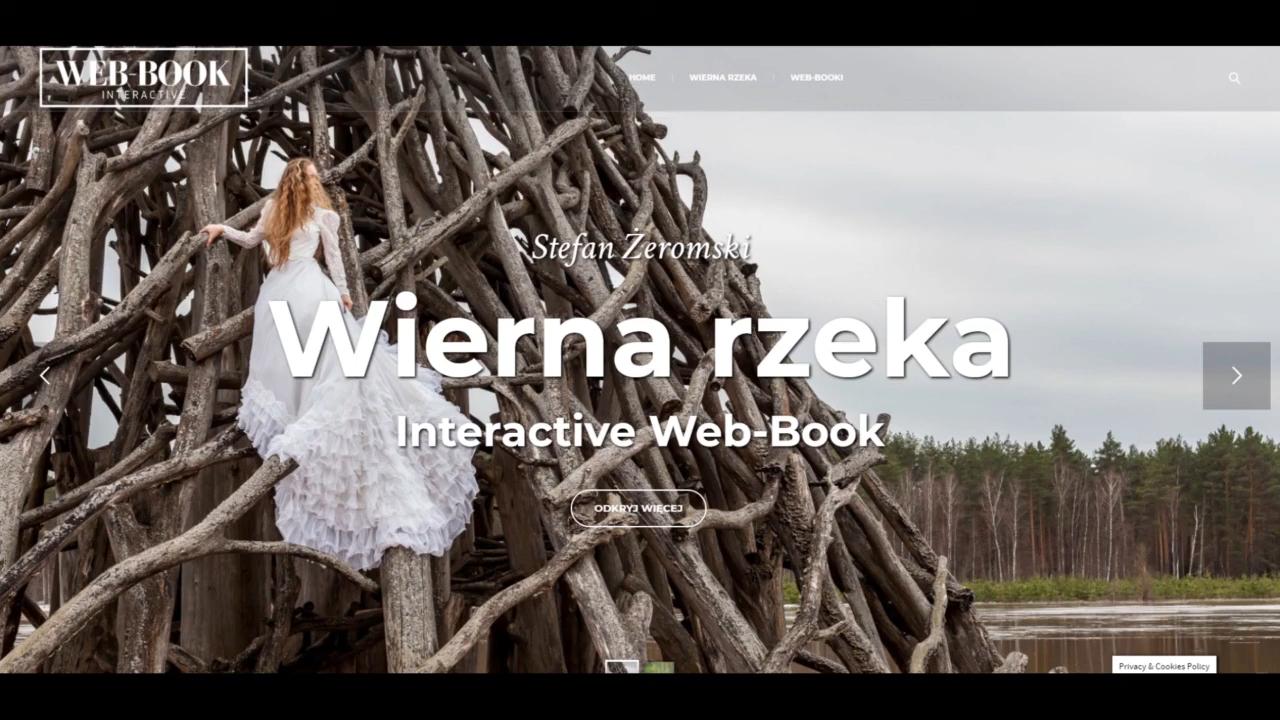 WEB-BOOK
INTERACTIVE
HOME
WIERNA RZEKA
WEB-BOOKI
Stefan Żeromski
Wierna rzeka
Interactive Web-Book
ODKRYJ WIĘCEJ
Privacy & Cookies Policy